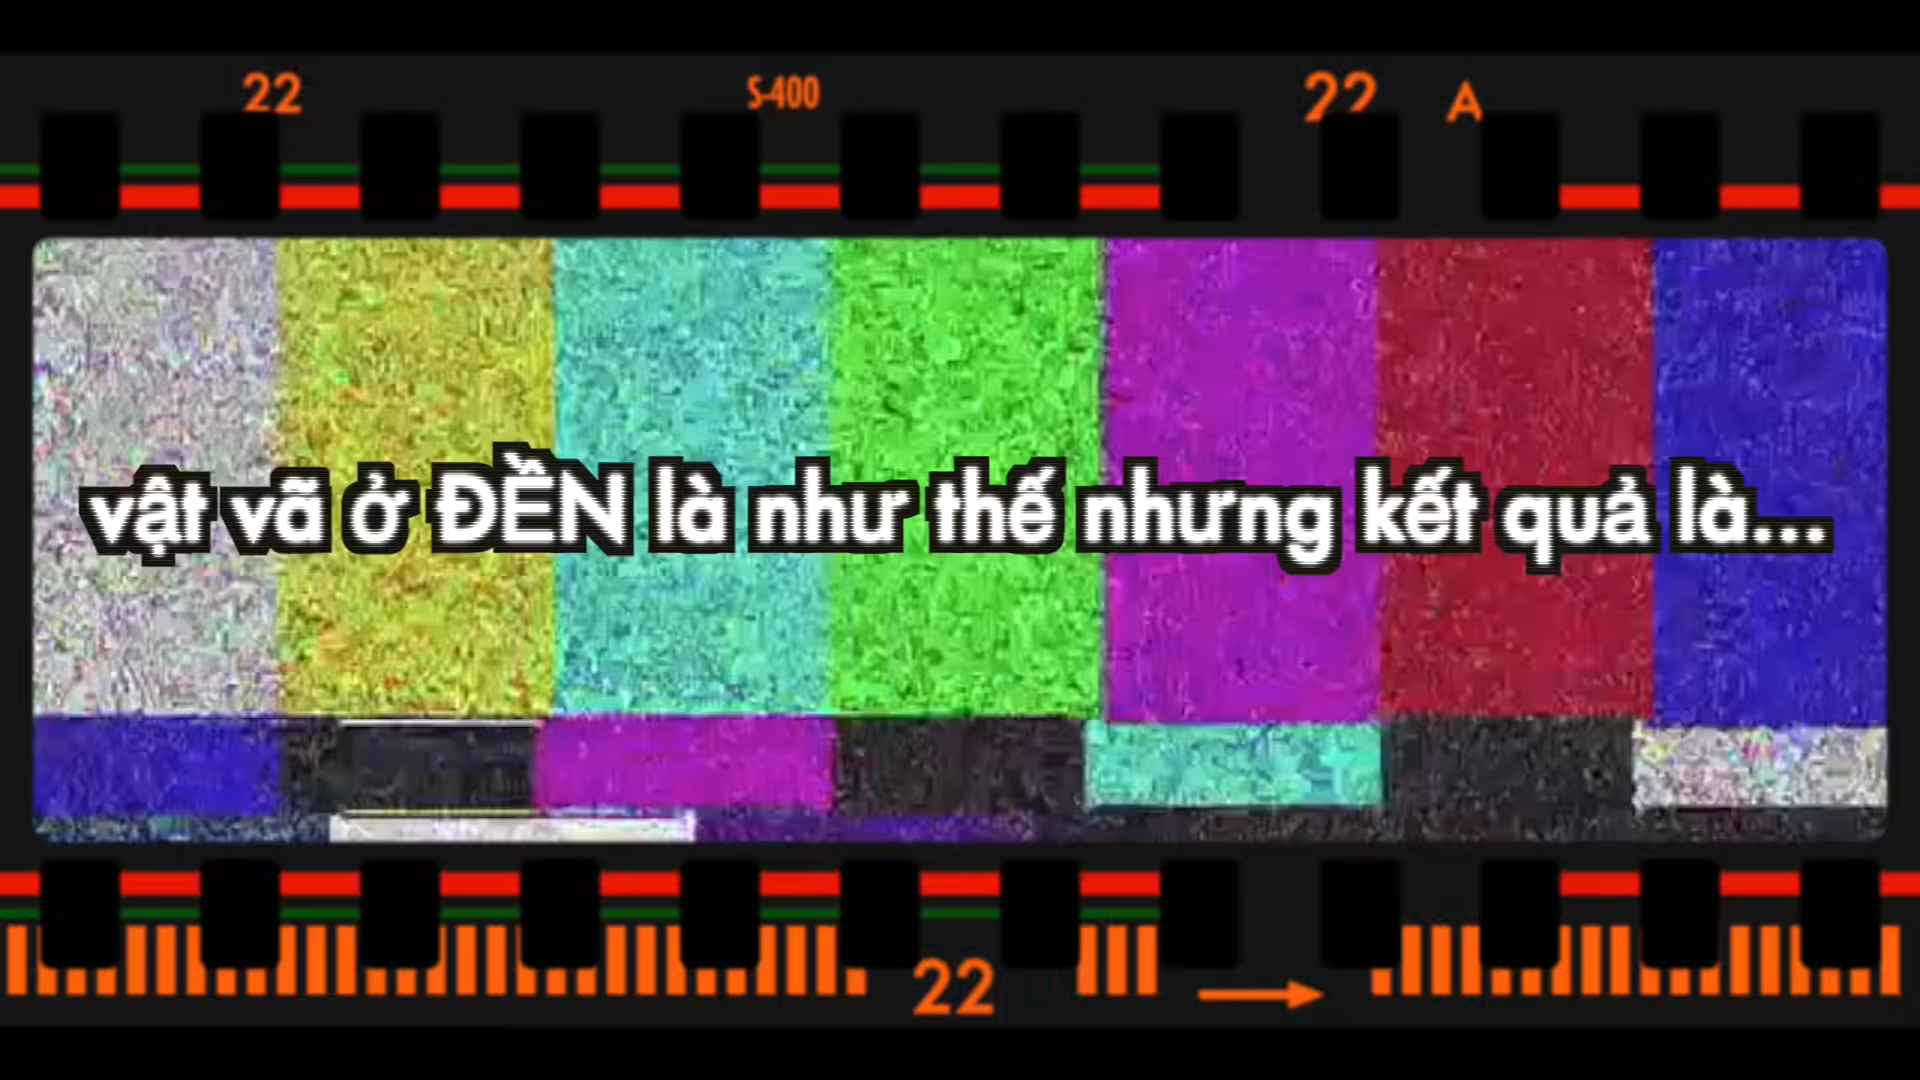 22 S-400 22 A
vật vã ở ĐỀN là như thế nhưng kết quả là...
22